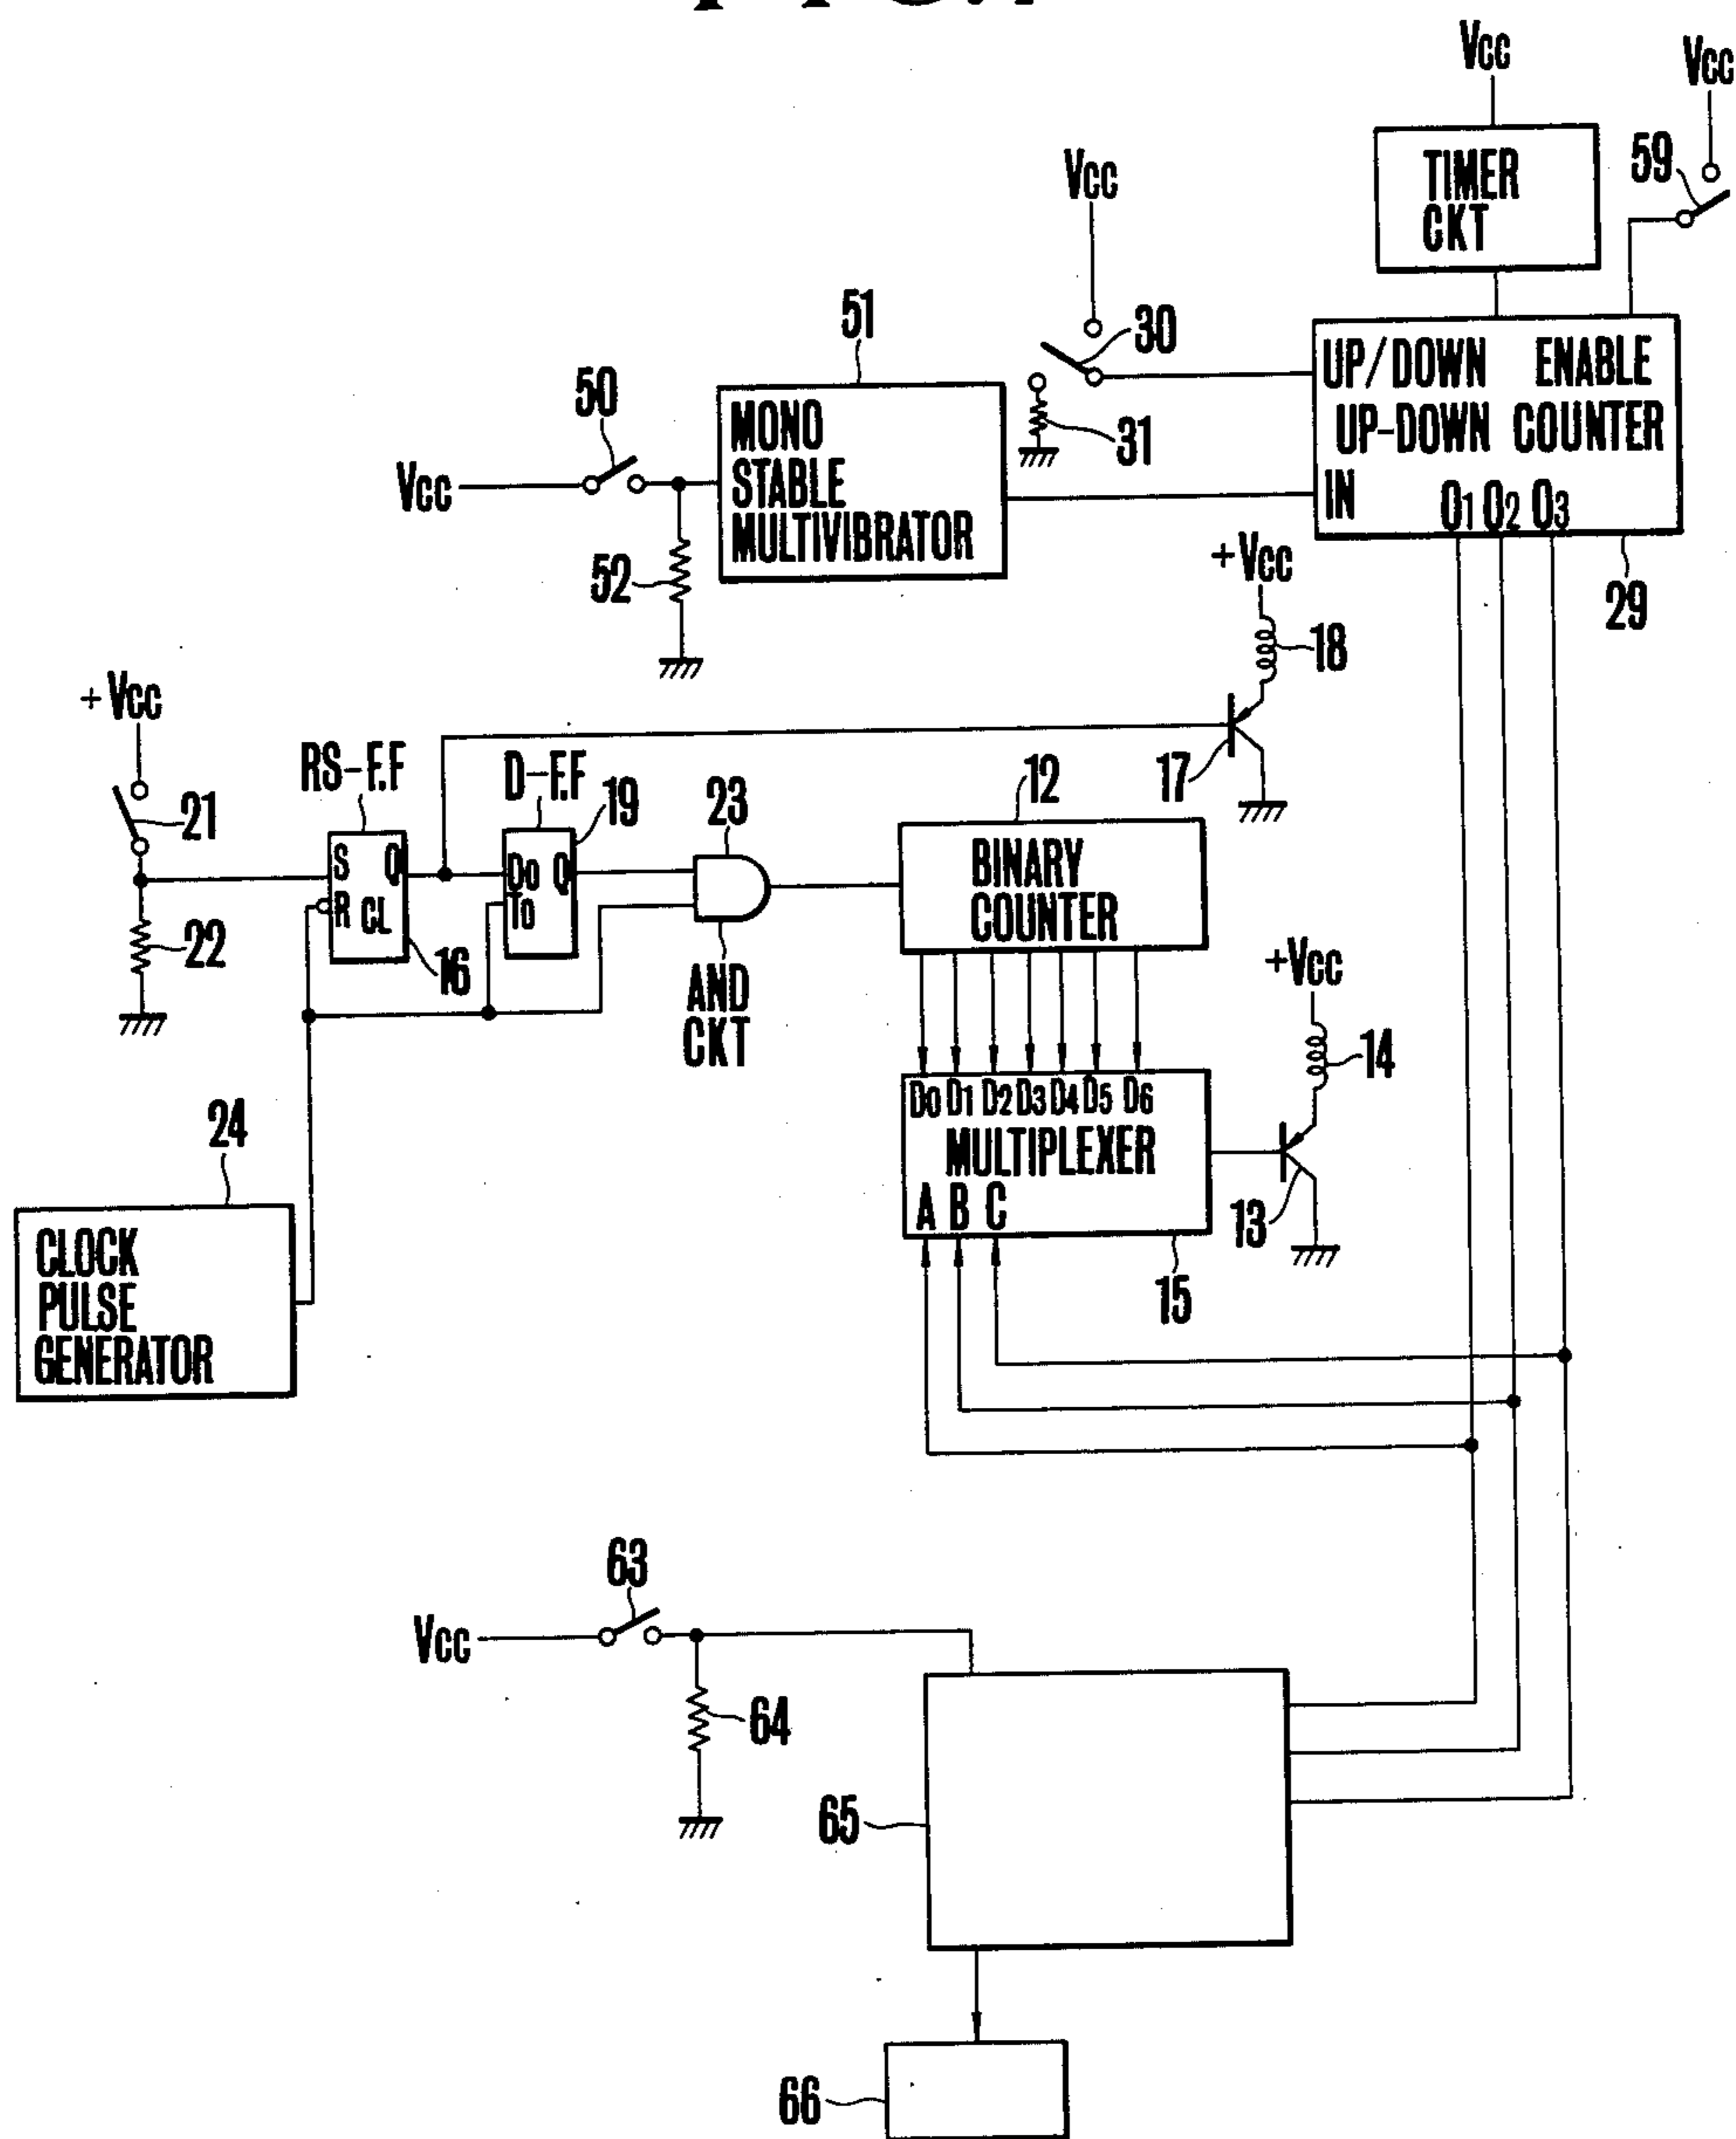 Vcc
Vcc
TIMER
CKT
59
Vcc
30
31
UP/DOWN ENABLE
UP-DOWN COUNTER
IN O1 O2 O3
29
51
50
Vcc
MONO
STABLE
MULTIVIBRATOR
52
+Vcc
18
17
+Vcc
21
22
RS-F.F
S Q
R CL
16
D-F.F
19
Do Q
To
23
AND
CKT
12
BINARY
COUNTER
D0 D1 D2 D3 D4 D5 D6
MULTIPLEXER
A B C
15
+Vcc
14
13
24
CLOCK
PULSE
GENERATOR
63
Vcc
64
65
66